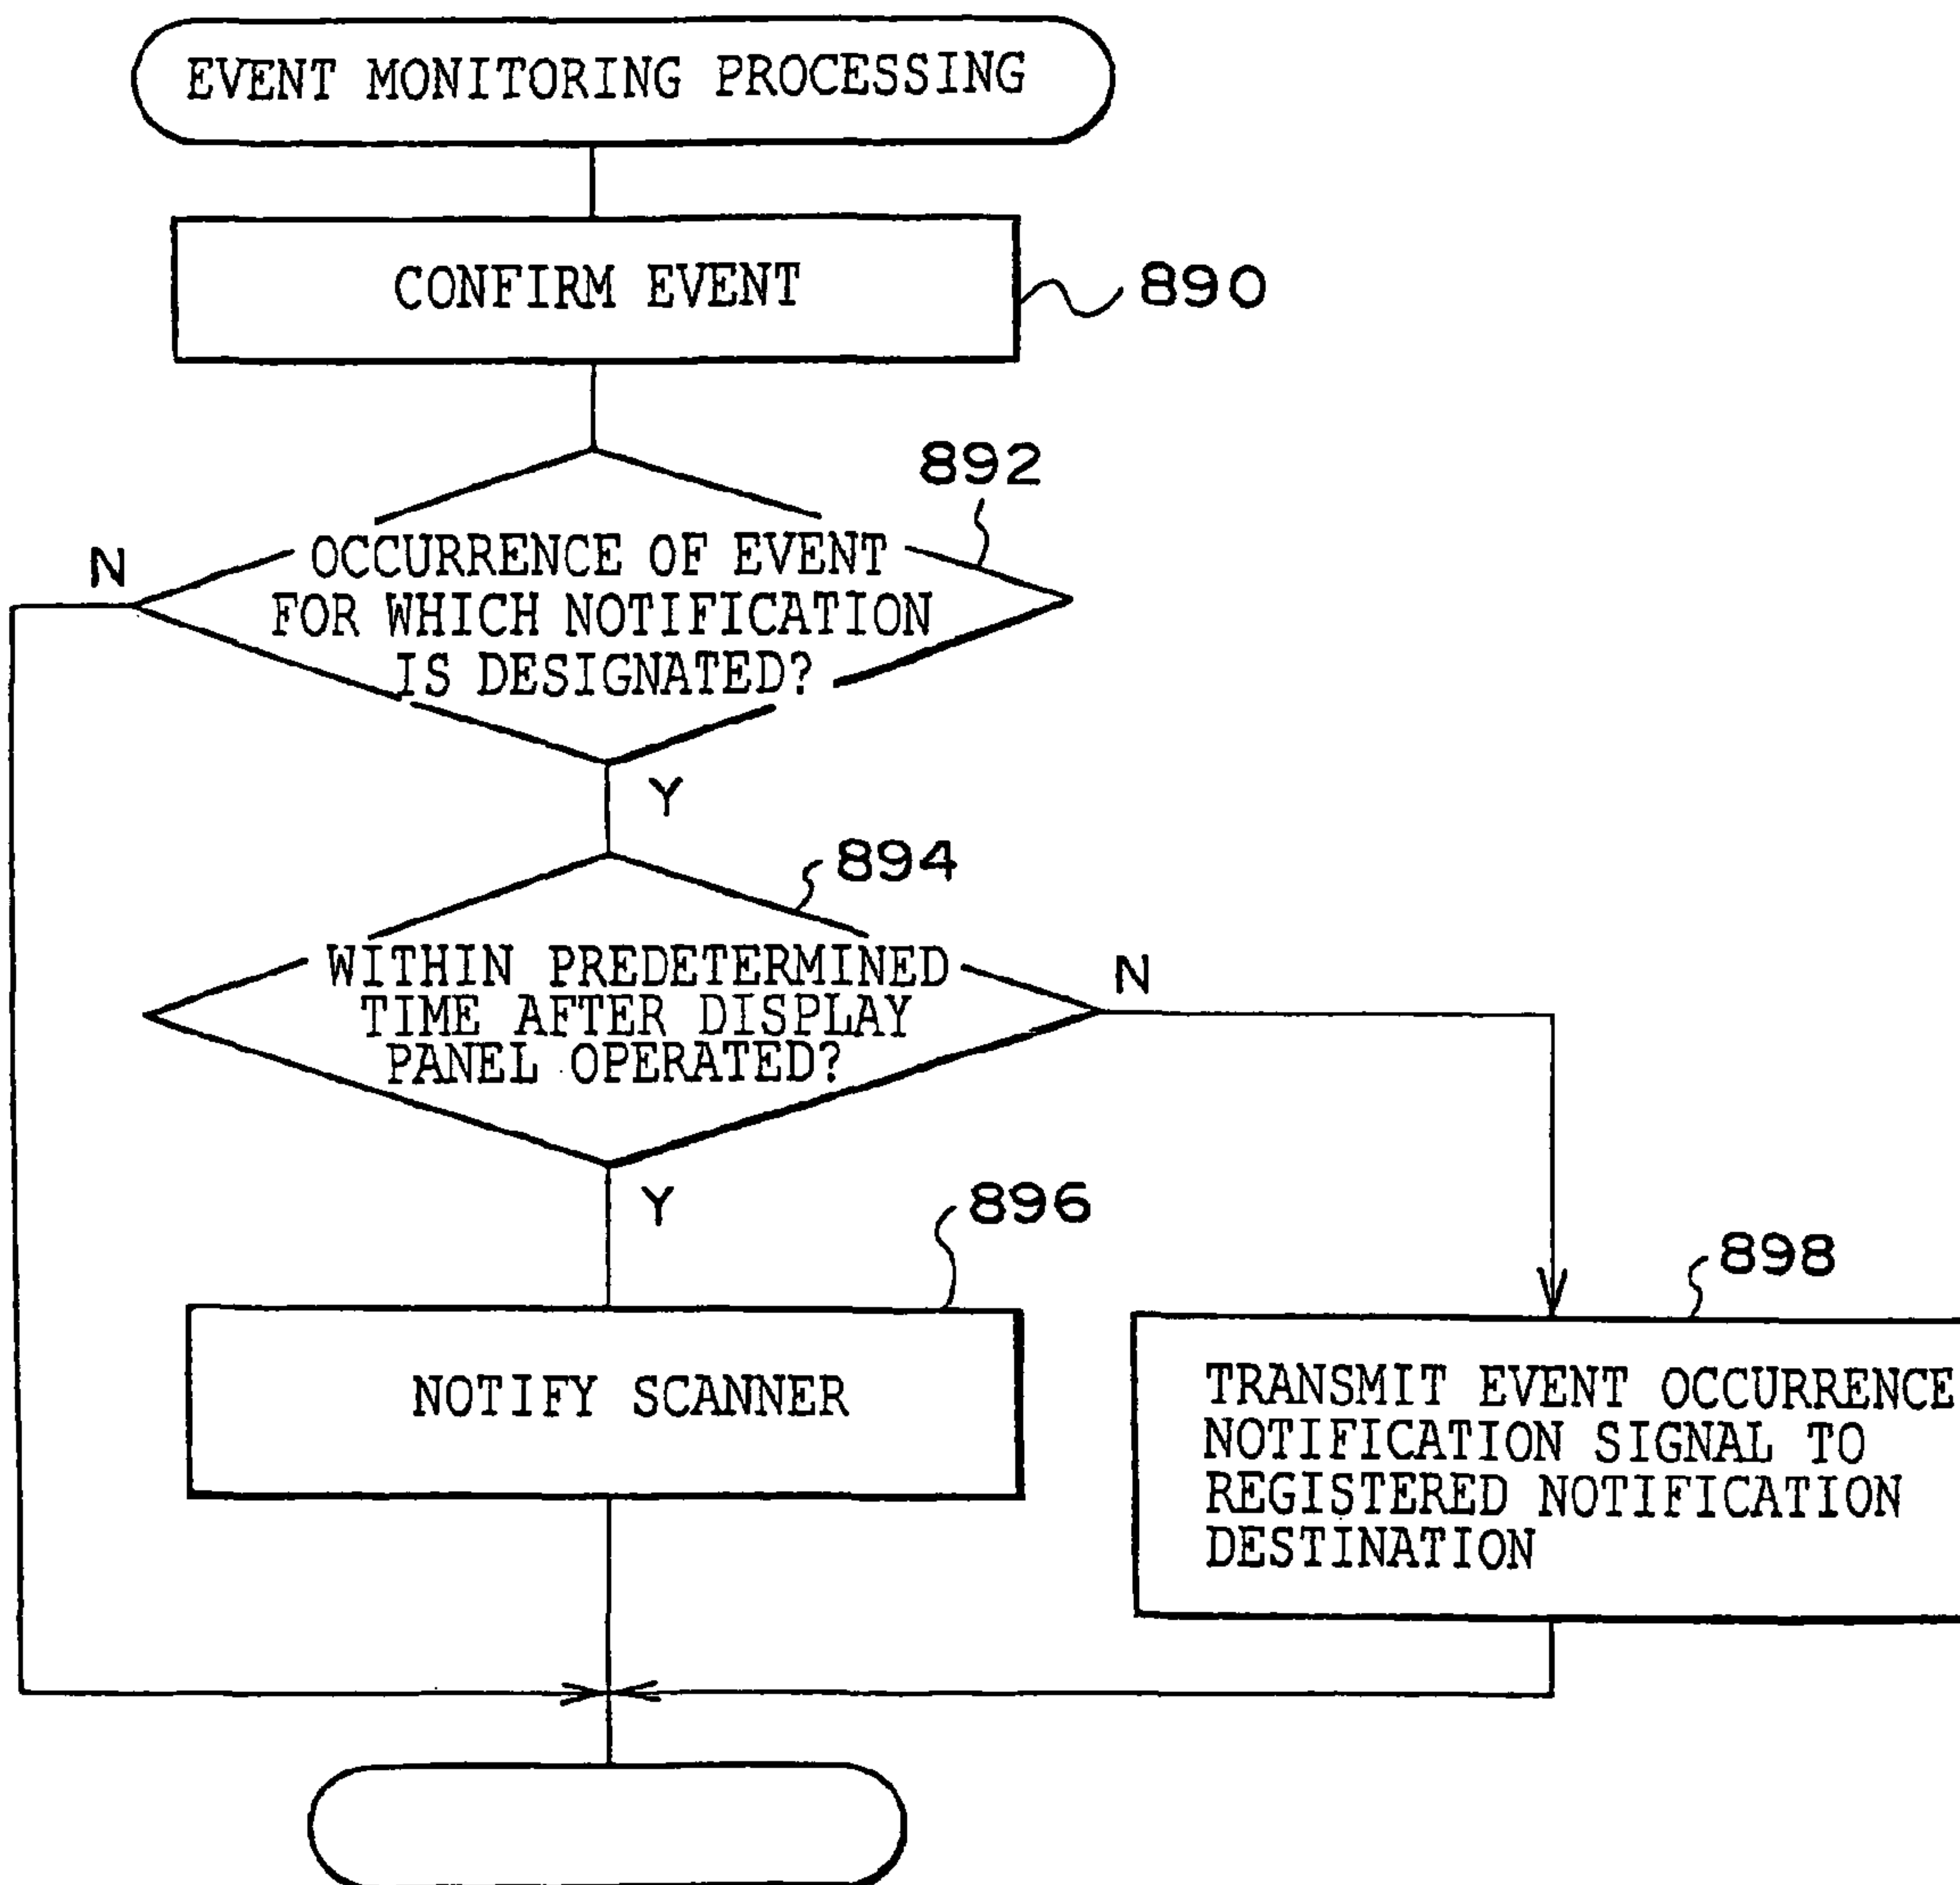 EVENT MONITORING PROCESSING
CONFIRM EVENT
890
892
N
OCCURRENCE OF EVENT
FOR WHICH NOTIFICATION
IS DESIGNATED?
Y
894
WITHIN PREDETERMINED
TIME AFTER DISPLAY
PANEL OPERATED?
N
Y
896
NOTIFY SCANNER
898
TRANSMIT EVENT OCCURRENCE
NOTIFICATION SIGNAL TO
REGISTERED NOTIFICATION
DESTINATION